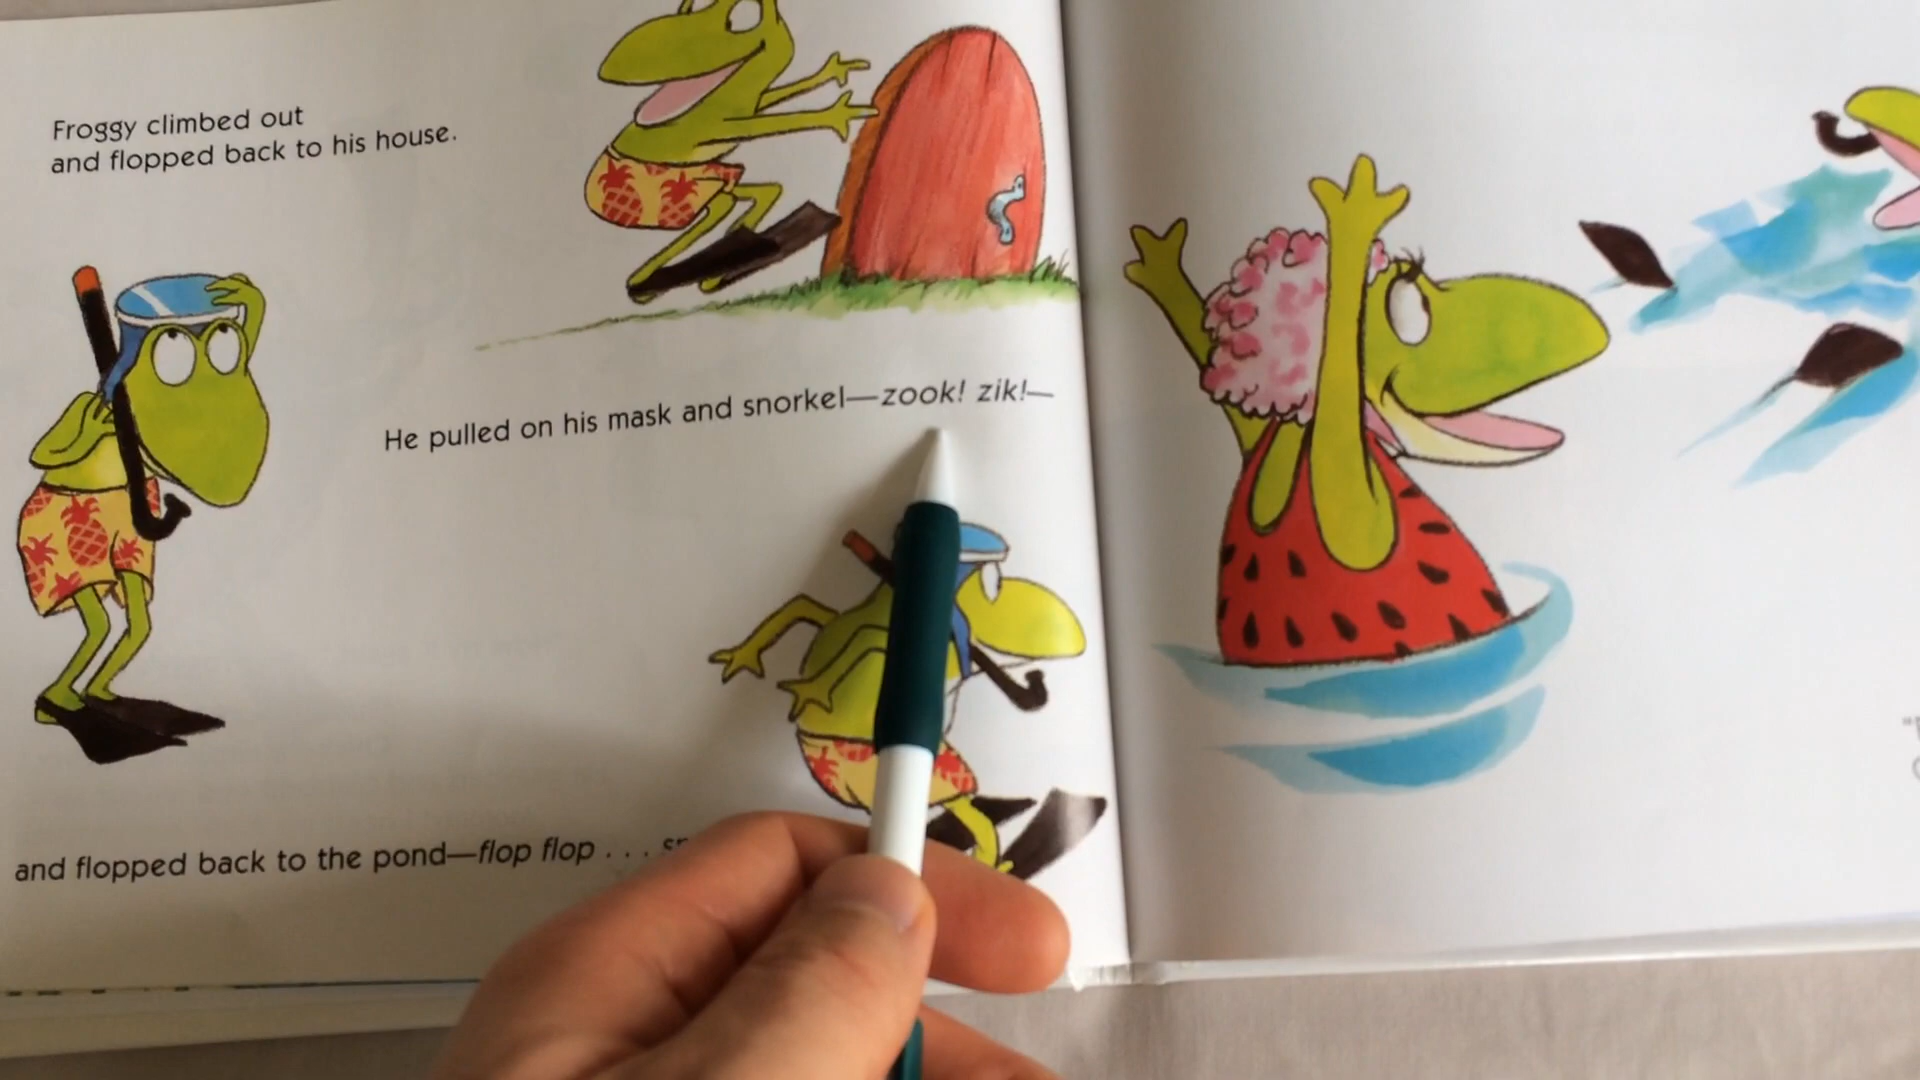 Froggy climbed out
and flopped back to his house.
He pulled on his mask and snorkel—zook! zik!—
and flopped back to the pond—flop flop . . .